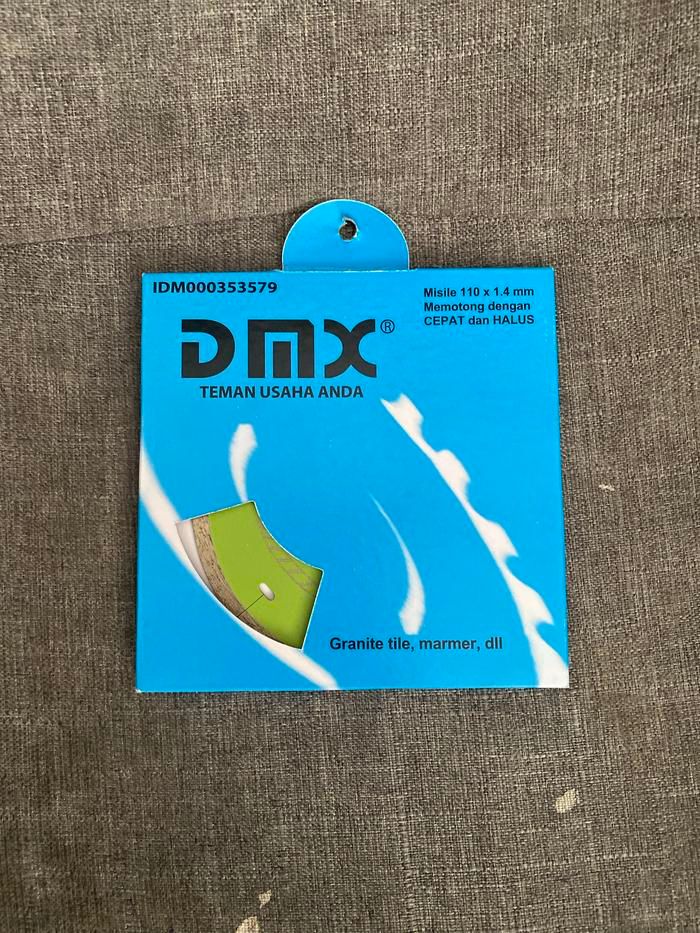 IDM000353579
Misile 110 x 1.4 mm
Memotong dengan
CEPAT dan HALUS
DMX®
TEMAN USAHA ANDA
Granite tile, marmer, dll